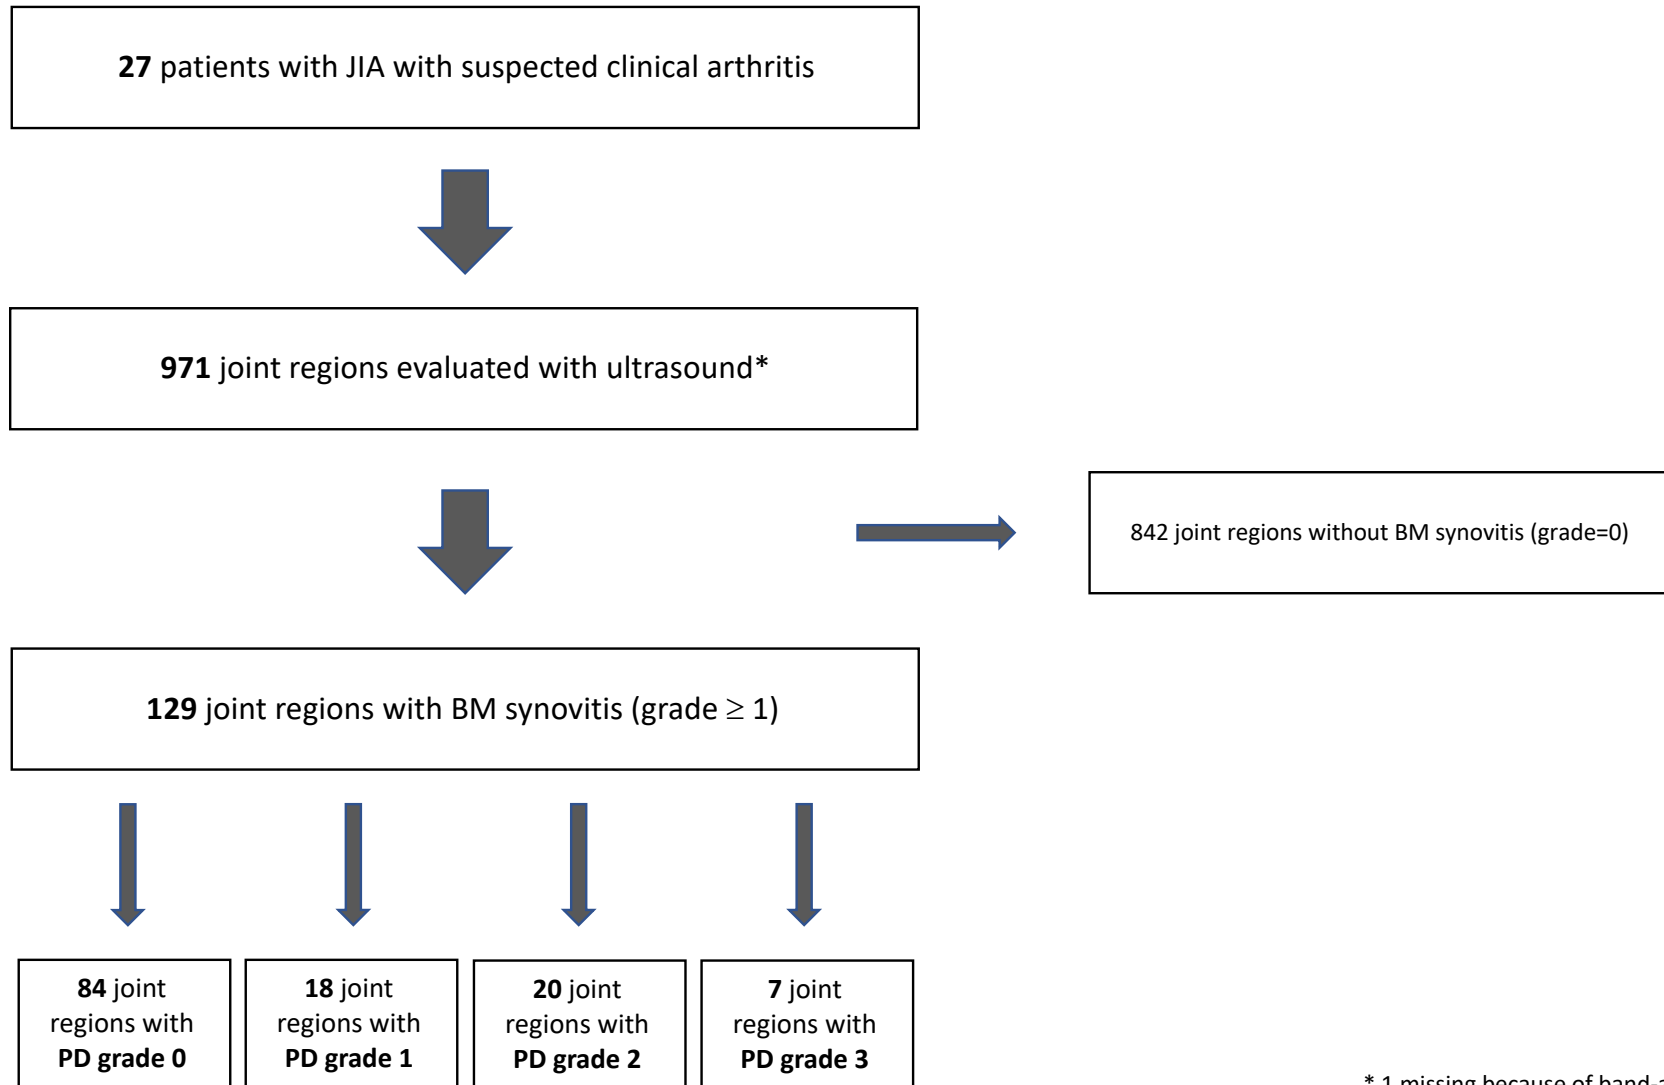 27 patients with JIA with suspected clinical arthritis
971 joint regions evaluated with ultrasound*
842 joint regions without BM synovitis (grade=0)
129 joint regions with BM synovitis (grade ≥ 1)
84 joint
regions with
PD grade 0
18 joint
regions with
PD grade 1
20 joint
regions with
PD grade 2
7 joint
regions with
PD grade 3
* 1 missing because of